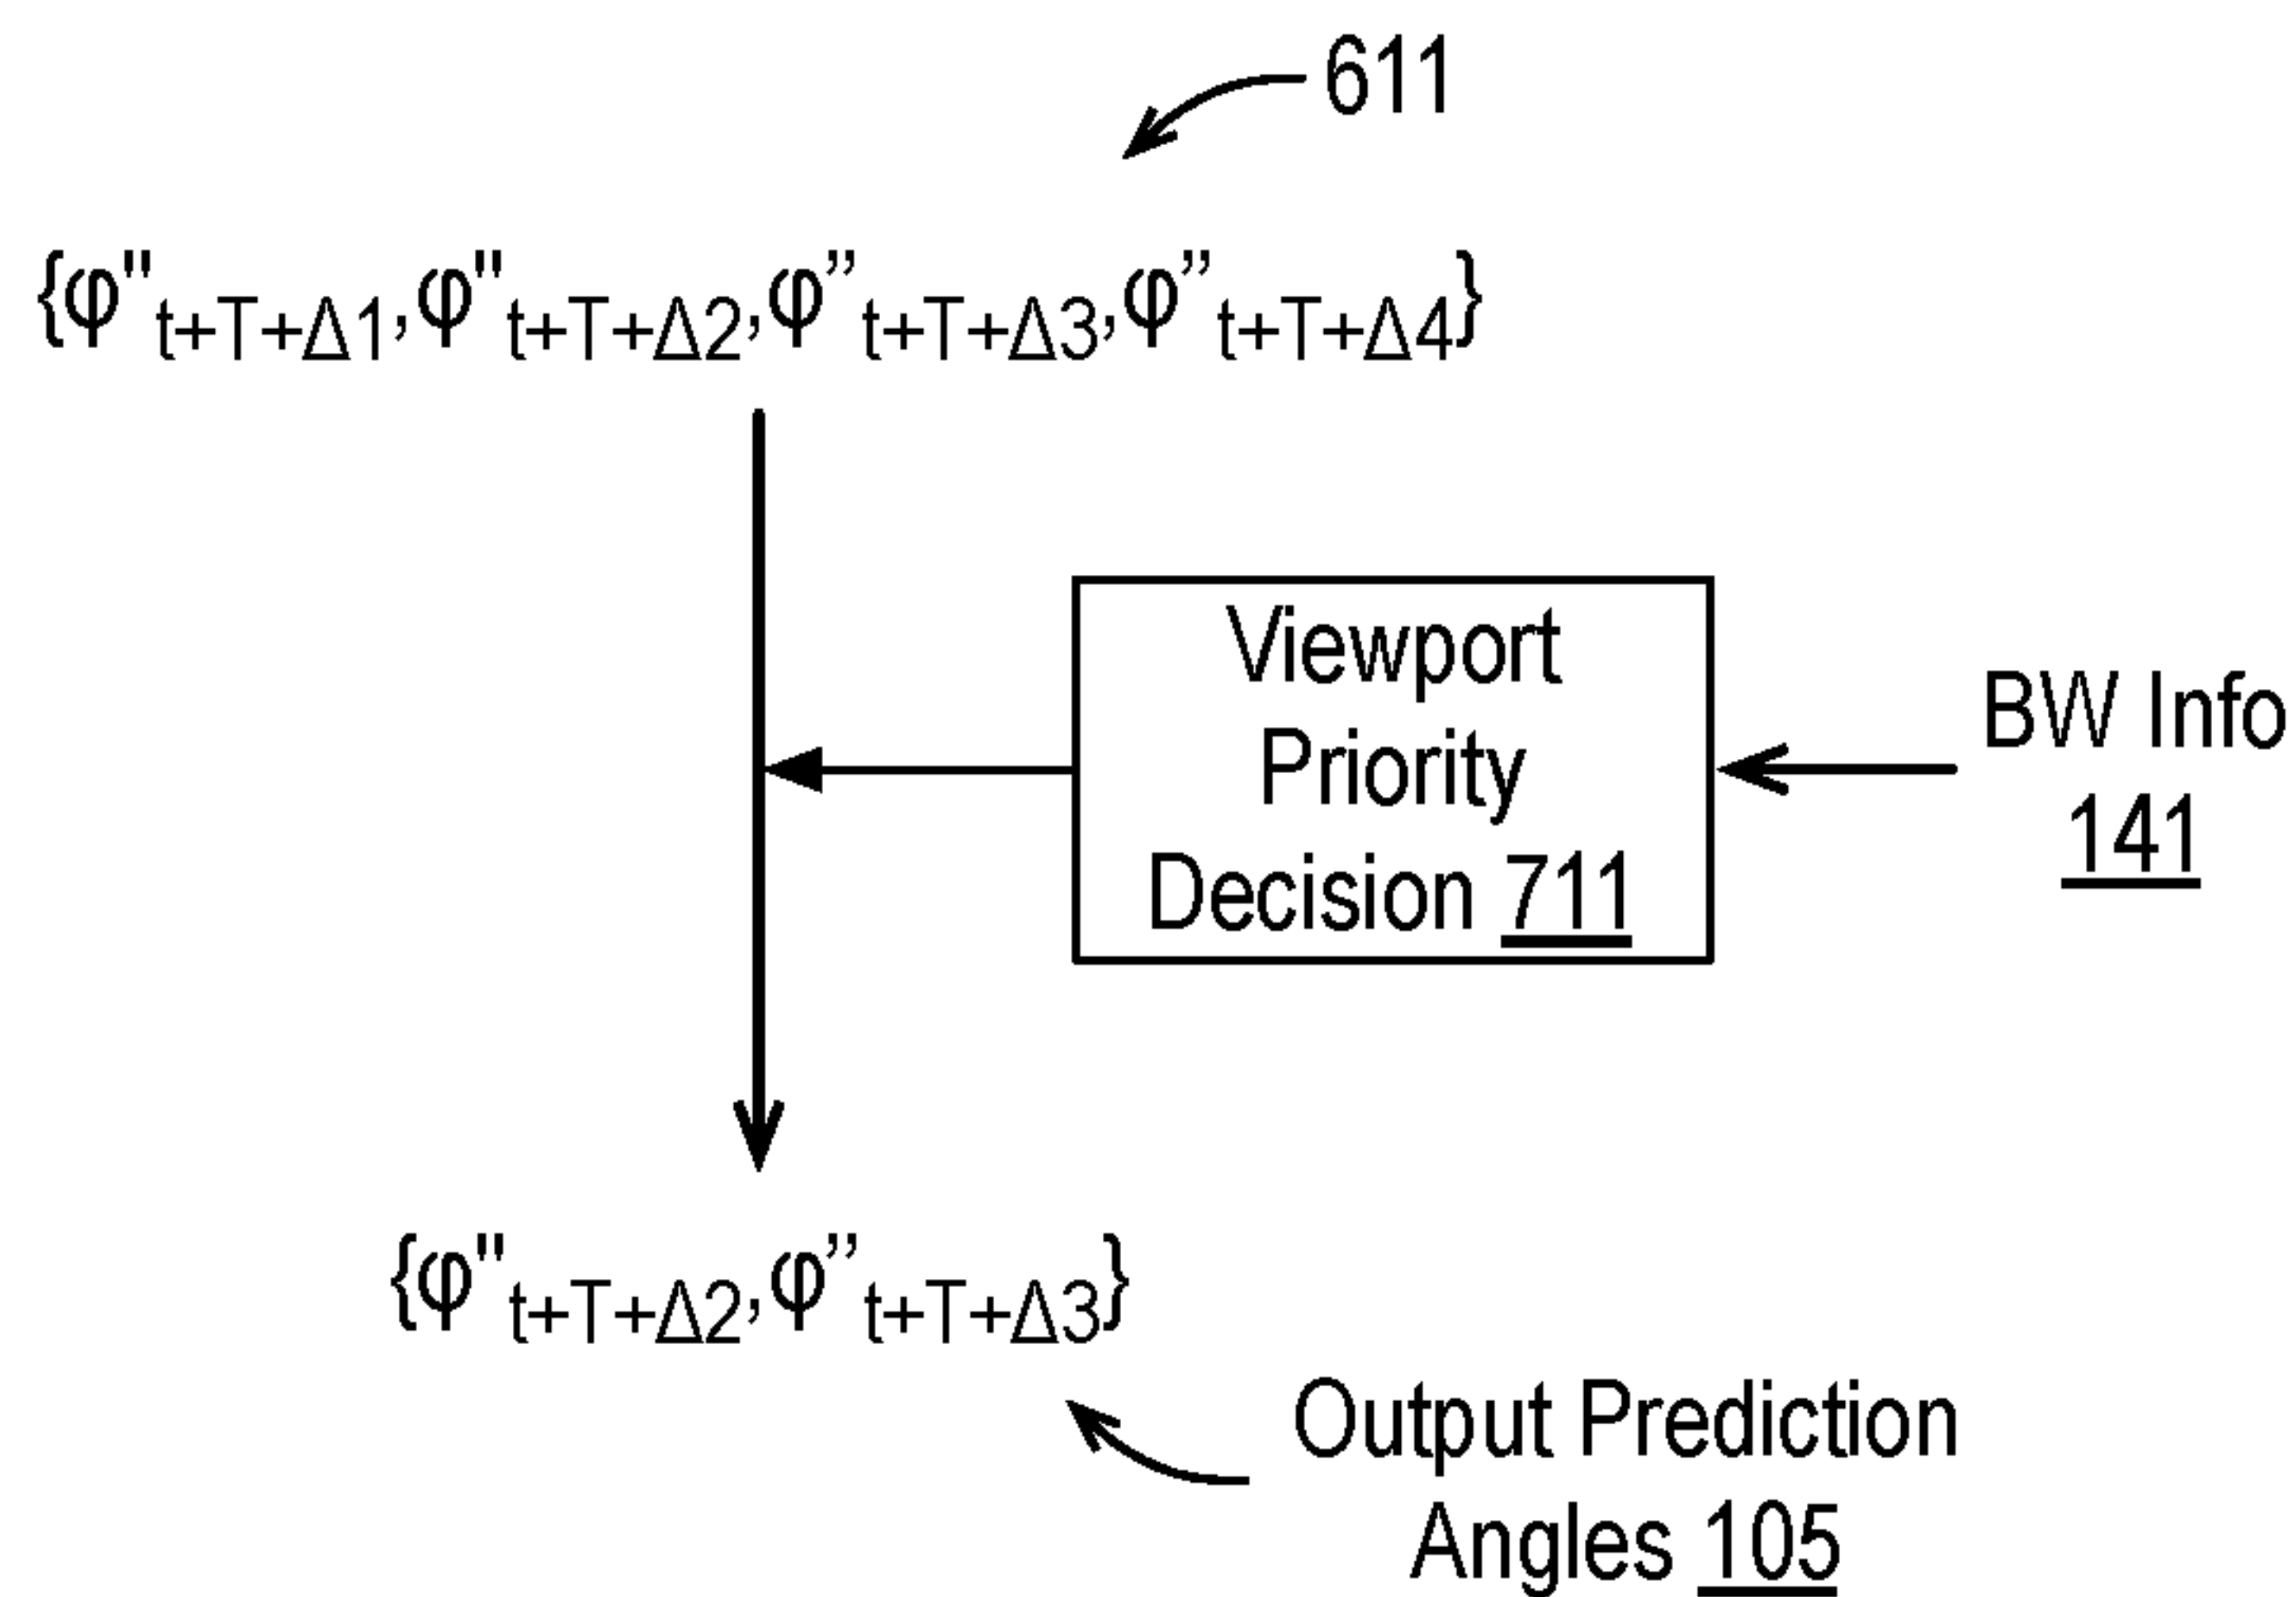 611
{φ"t+T+Δ1,φ"t+T+Δ2,φ”t+T+Δ3,φ”t+T+Δ4}
Viewport
Priority
Decision 711
BW Info
141
{φ"t+T+Δ2,φ”t+T+Δ3}
Output Prediction
Angles 105